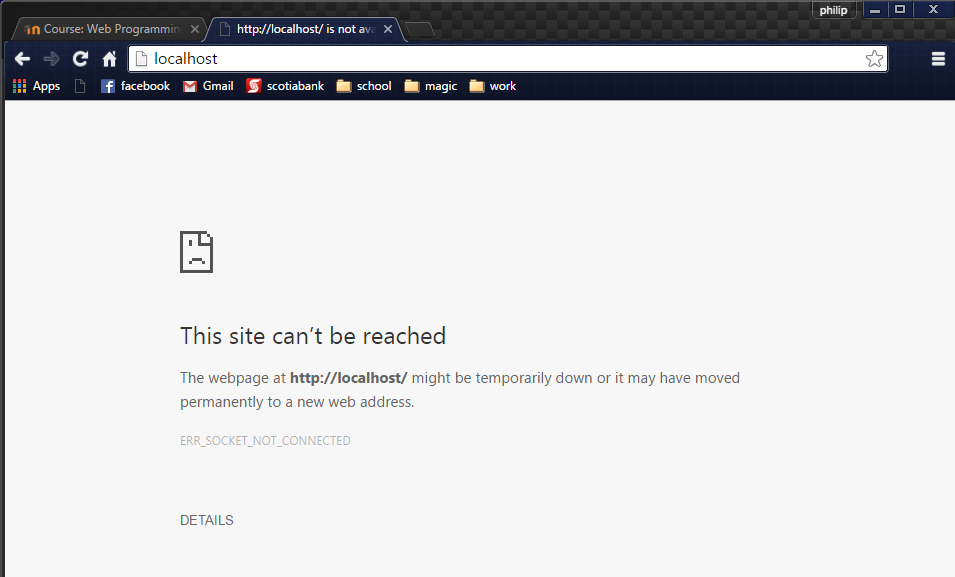 philip
Course: Web Programmin
http://localhost/ is not ava
localhost
Apps facebook Gmail scotiabank school magic work
This site can’t be reached
The webpage at http://localhost/ might be temporarily down or it may have moved
permanently to a new web address.
ERR_SOCKET_NOT_CONNECTED
DETAILS